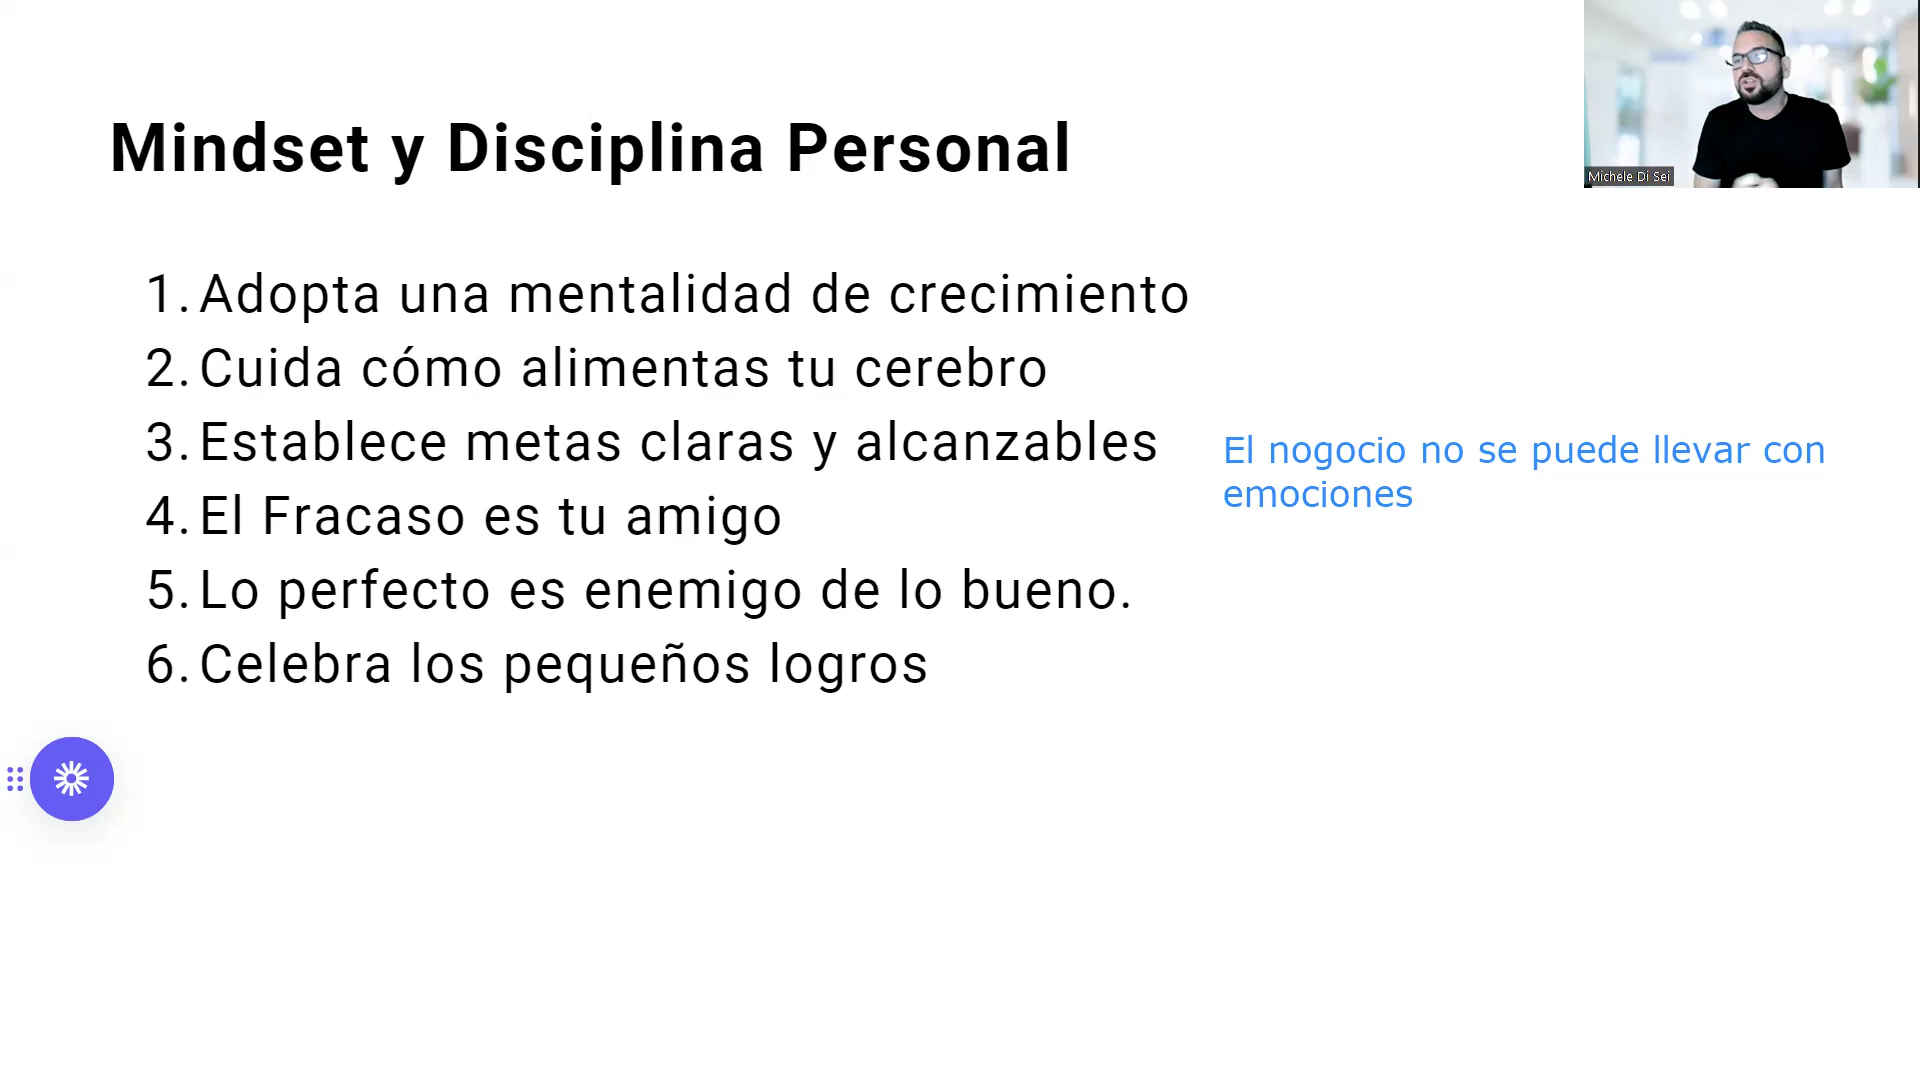 Michele Di Sei
Mindset y Disciplina Personal
1. Adopta una mentalidad de crecimiento
2. Cuida cómo alimentas tu cerebro
3. Establece metas claras y alcanzables
El nogocio no se puede llevar con
emociones
4. El Fracaso es tu amigo
5. Lo perfecto es enemigo de lo bueno.
6. Celebra los pequeños logros